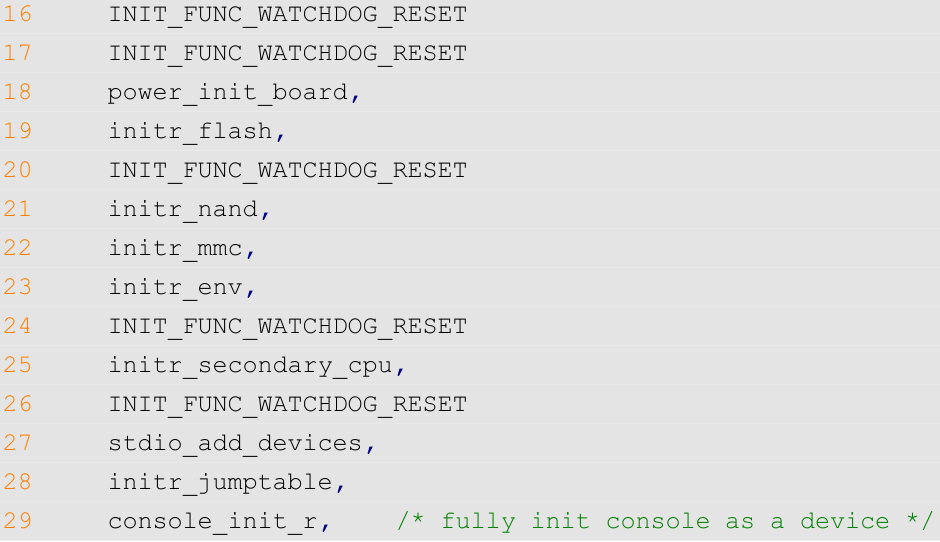 16 INIT_FUNC_WATCHDOG_RESET
17 INIT_FUNC_WATCHDOG_RESET
18 power_init_board,
19 initr_flash,
20 INIT_FUNC_WATCHDOG_RESET
21 initr_nand,
22 initr_mmc,
23 initr_env,
24 INIT_FUNC_WATCHDOG_RESET
25 initr_secondary_cpu,
26 INIT_FUNC_WATCHDOG_RESET
27 stdio_add_devices,
28 initr_jumptable,
29 console_init_r, /* fully init console as a device */